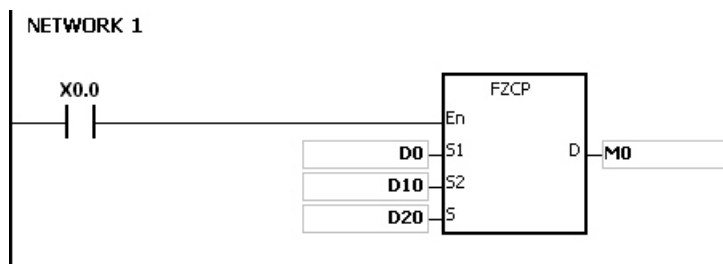 NETWORK 1
X0.0
FZCP
En
D0 S1 D M0
D10 S2
D20 S